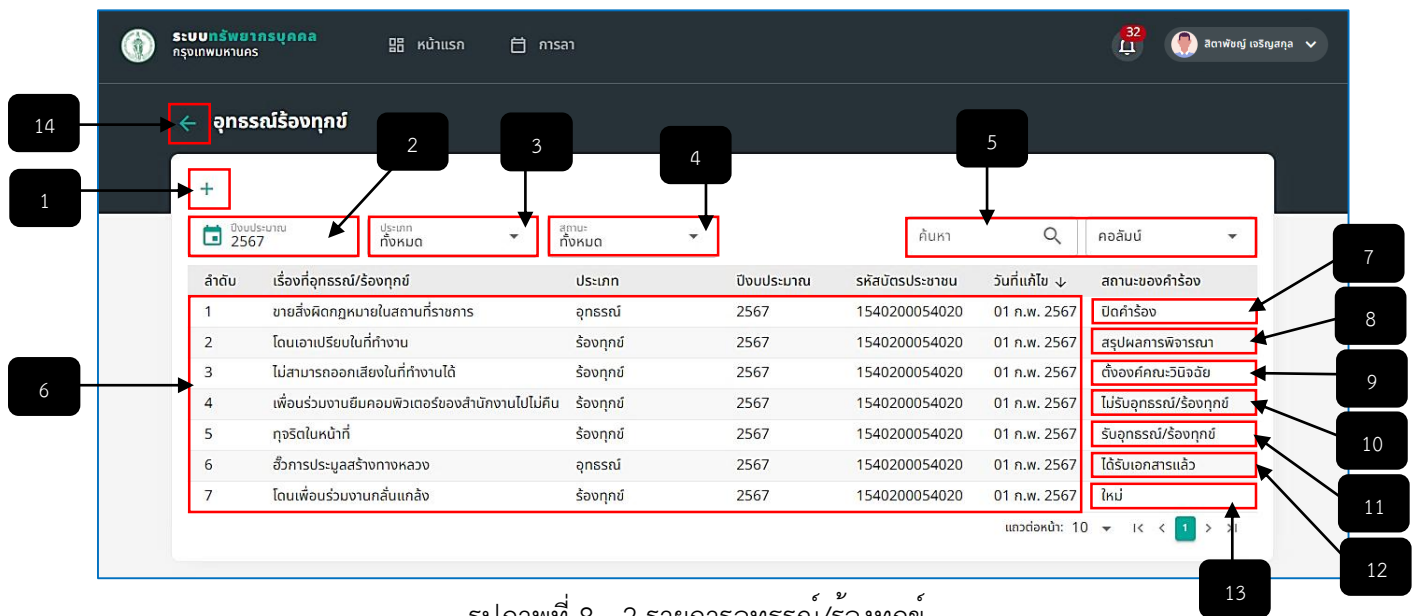 ระบบทรัพยากรบุคคล
กรุงเทพมหานคร
หน้าแรก
การลา
32
สิตาพัชญ์ เจริญสกุล
14
อุทธรณ์ร้องทุกข์
2
3
4
5
1
+
ปีงบประมาณ
2567
ประเภท
ทั้งหมด
สถานะ
ทั้งหมด
ค้นหา
คอลัมน์
7
ลำดับ เรื่องที่อุทธรณ์/ร้องทุกข์ ประเภท ปีงบประมาณ รหัสบัตรประชาชน วันที่แก้ไข ↓ สถานะของคำร้อง
1 ขายสิ่งผิดกฎหมายในสถานที่ราชการ อุทธรณ์ 2567 1540200054020 01 ก.พ. 2567 ปิดคำร้อง
8
2 โดนเอาเปรียบในที่ทำงาน ร้องทุกข์ 2567 1540200054020 01 ก.พ. 2567 สรุปผลการพิจารณา
3 ไม่สามารถออกเสียงในที่ทำงานได้ ร้องทุกข์ 2567 1540200054020 01 ก.พ. 2567 ตั้งองค์คณะวินิจฉัย
9
6
4 เพื่อนร่วมงานยืมคอมพิวเตอร์ของสำนักงานไปไม่คืน ร้องทุกข์ 2567 1540200054020 01 ก.พ. 2567 ไม่รับอุทธรณ์/ร้องทุกข์
5 ทุจริตในหน้าที่ ร้องทุกข์ 2567 1540200054020 01 ก.พ. 2567 รับอุทธรณ์/ร้องทุกข์
10
6 ฮั้วการประมูลสร้างทางหลวง อุทธรณ์ 2567 1540200054020 01 ก.พ. 2567 ได้รับเอกสารแล้ว
7 โดนเพื่อนร่วมงานกลั่นแกล้ง ร้องทุกข์ 2567 1540200054020 01 ก.พ. 2567 ใหม่
11
แถวต่อหน้า: 10 1
12
13
รูปภาพที่ 8 - 2 รายการอุทธรณ์/ร้องทุกข์